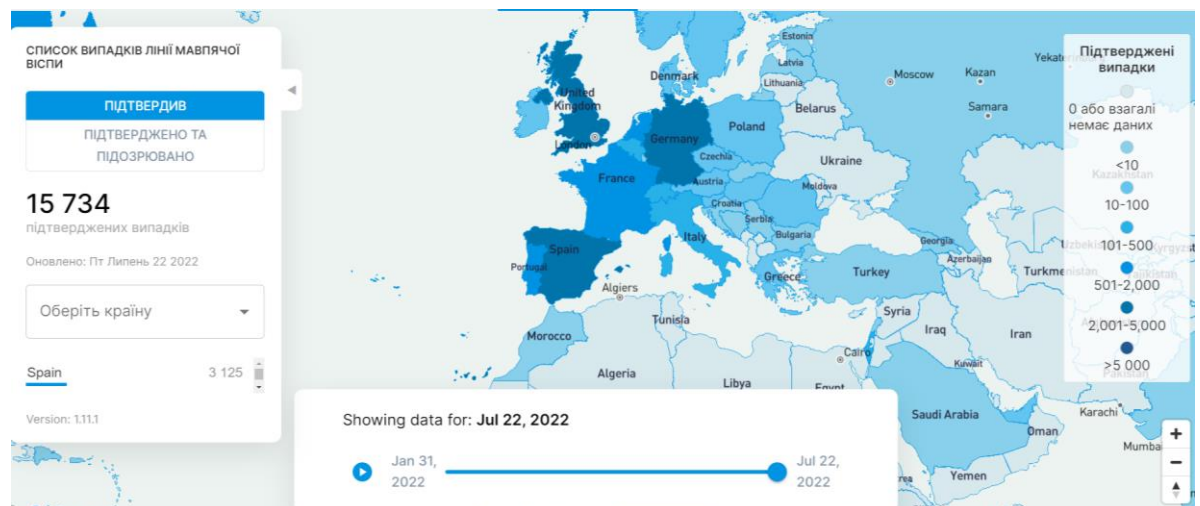 СПИСОК ВИПАДКІВ ЛІНІЇ МАВПЯЧОЇ
ВІСПИ
ПІДТВЕРДИВ
ПІДТВЕРДЖЕНО ТА
ПІДОЗРЮВАНО
15 734
підтверджених випадків
Оновлено: Пт Липень 22 2022
Оберіть країну
Spain 3 125
Version: 1.11.1
Estonia
Latvia
Lithuania
Denmark
Moscow
Kazan
Samara
Belarus
United
Kingdom
London
Germany
Poland
Czechia
Ukraine
France
Austria
Moldova
Croatia
Serbia
Italy
Bulgaria
Georgia
Azerbaijan
Spain
Portugal
Greece
Turkey
Turkmenistan
Algiers
Tunisia
Syria
Iraq
Iran
Morocco
Cairo
Kuwait
Algeria
Libya
Egypt
Saudi Arabia
Oman
Karachi
Mumba
Yemen
Підтверджені
випадки
0 або взагалі
немає даних
<10
Kazakhstan
10-100
101-500
501-2,000
2,001-5,000
>5 000
Pakistan
Showing data for: Jul 22, 2022
Jan 31,
2022
Jul 22,
2022